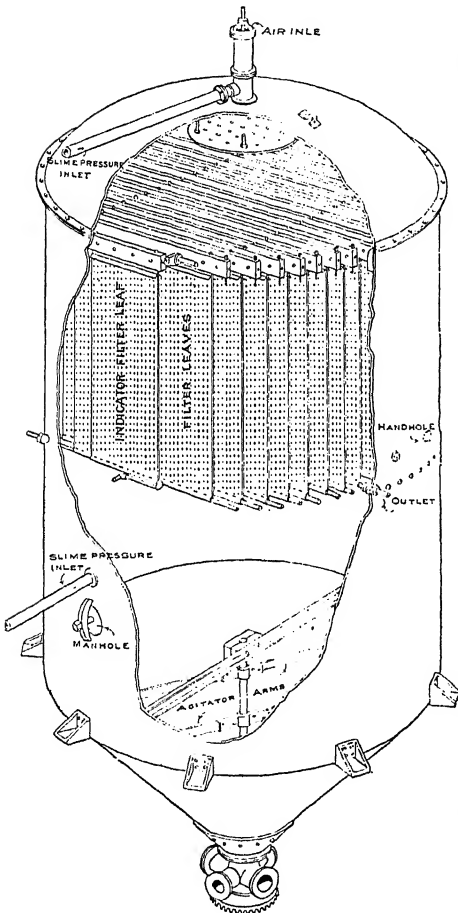 AIR INLE
SLIME PRESSURE
INLET
INDICATOR FILTER LEAF
FILTER LEAVES
HANDHOLE
OUTLET
SLIME PRESSURE
INLET
MANHOLE
AGITATOR ARMS